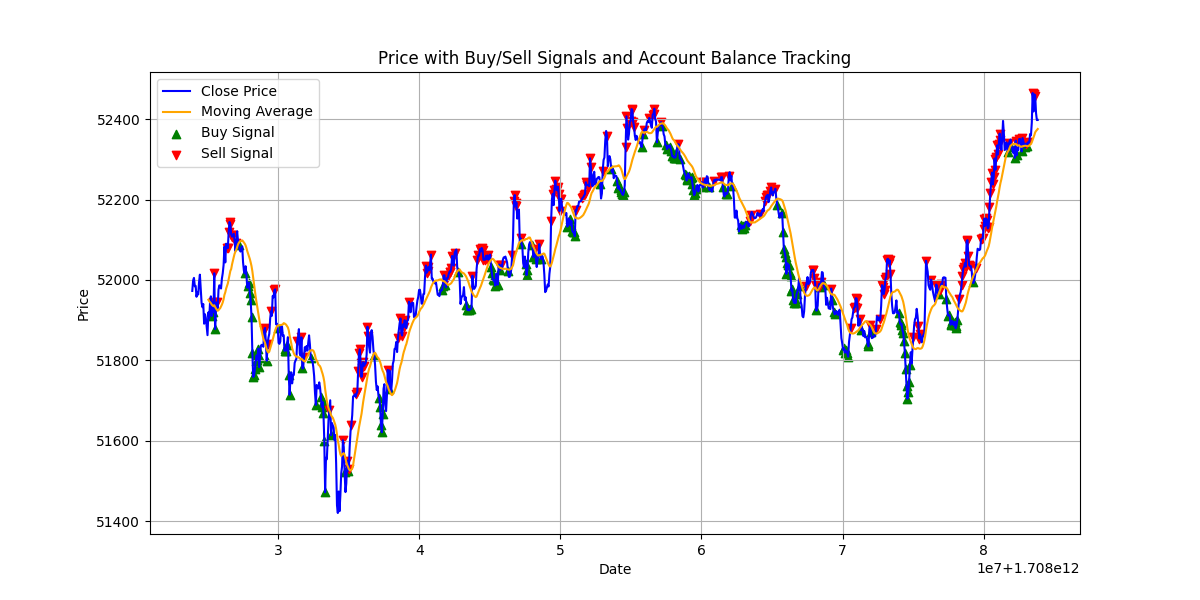 Price with Buy/Sell Signals and Account Balance Tracking
Close Price
Moving Average
Buy Signal
Sell Signal
52400
52200
52000
51800
51600
51400
Price
3 4 5 6 7 8
Date
1e7+1.708e12